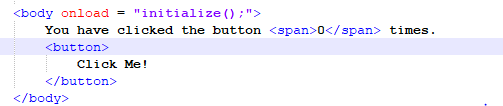 <body onload = "initialize();">
You have clicked the button <span>0</span> times.
<button>
Click Me!
</button>
</body>